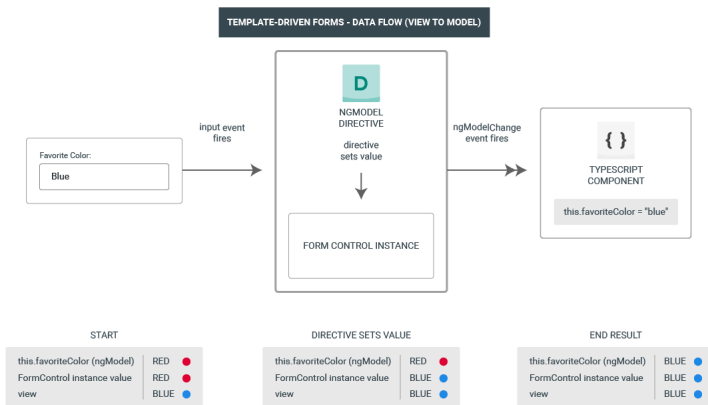 TEMPLATE-DRIVEN FORMS - DATA FLOW (VIEW TO MODEL)
Favorite Color:
Blue
input event
fires
D
NGMODEL
DIRECTIVE
directive
sets value
FORM CONTROL INSTANCE
ngModelChange
event fires
{ }
TYPESCRIPT
COMPONENT
this.favoriteColor = "blue"
START
this.favoriteColor (ngModel) RED
FormControl instance value RED
view BLUE
DIRECTIVE SETS VALUE
this.favoriteColor (ngModel) RED
FormControl instance value BLUE
view BLUE
END RESULT
this.favoriteColor (ngModel) BLUE
FormControl instance value BLUE
view BLUE